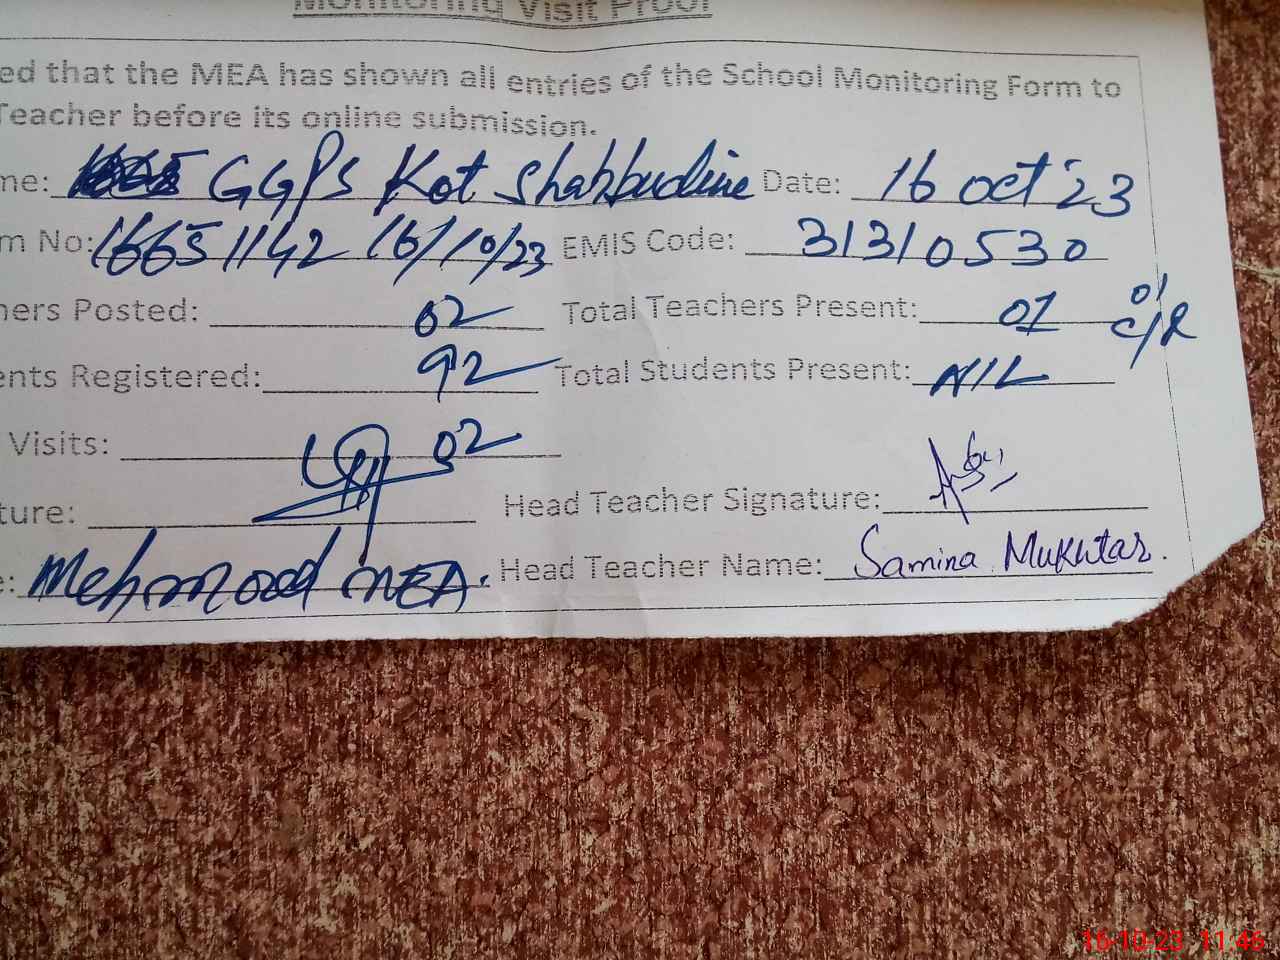 Monitoring Visit Proof
ed that the MEA has shown all entries of the School Monitoring Form to
Teacher before its online submission.
me: GGPS Kot Shahbudine Date: 16 Oct 23
m No: 16651142 16/10/23 EMIS Code: 31310530
hers Posted: 02 Total Teachers Present: 01 01 C/L
ents Registered: 92 Total Students Present: NIL
Visits: 02
ture: Head Teacher Signature:
e: Mehmood MEA. Head Teacher Name: Samina Mukhtar.
16-10-23 11:46